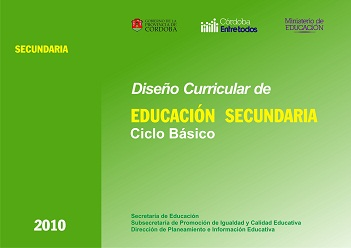 SECUNDARIA
GOBIERNO DE LA
PROVINCIA DE
CÓRDOBA
Córdoba
Entre todos
Ministerio de
EDUCACIÓN
Diseño Curricular de
EDUCACIÓN SECUNDARIA
Ciclo Básico
2010
Secretaría de Educación
Subsecretaría de Promoción de Igualdad y Calidad Educativa
Dirección de Planeamiento e Información Educativa